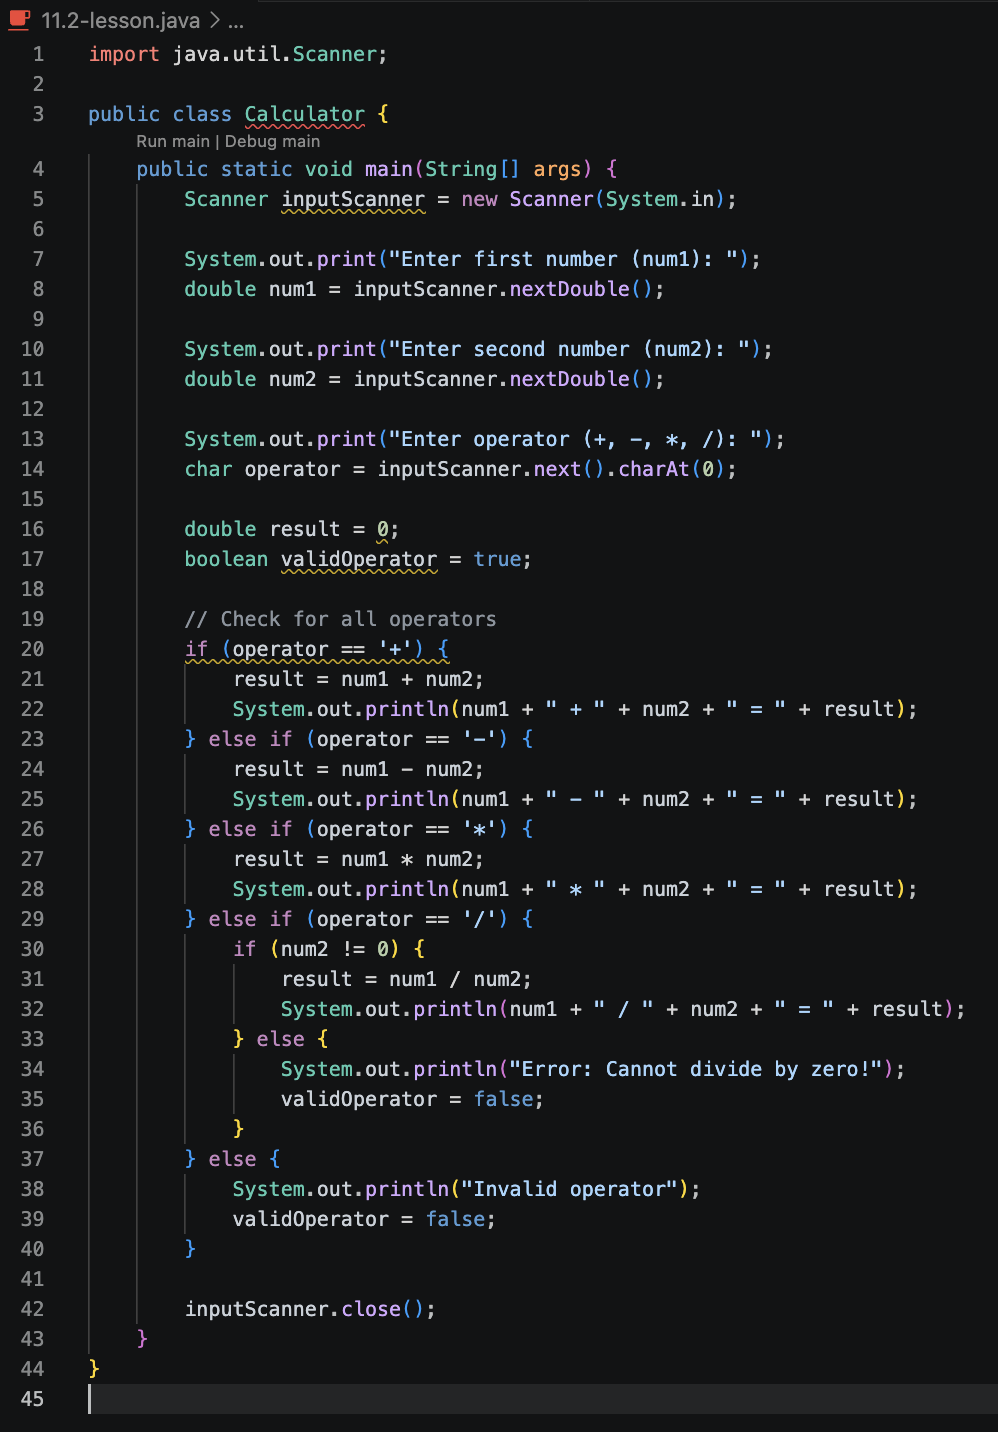 11.2-lesson.java > ...
1 import java.util.Scanner;
2
3 public class Calculator {
Run main | Debug main
4     public static void main(String[] args) {
5         Scanner inputScanner = new Scanner(System.in);
6
7         System.out.print("Enter first number (num1): ");
8         double num1 = inputScanner.nextDouble();
9
10         System.out.print("Enter second number (num2): ");
11         double num2 = inputScanner.nextDouble();
12
13         System.out.print("Enter operator (+, -, *, /): ");
14         char operator = inputScanner.next().charAt(0);
15
16         double result = 0;
17         boolean validOperator = true;
18
19         // Check for all operators
20         if (operator == '+') {
21             result = num1 + num2;
22             System.out.println(num1 + " + " + num2 + " = " + result);
23         } else if (operator == '-') {
24             result = num1 - num2;
25             System.out.println(num1 + " - " + num2 + " = " + result);
26         } else if (operator == '*') {
27             result = num1 * num2;
28             System.out.println(num1 + " * " + num2 + " = " + result);
29         } else if (operator == '/') {
30             if (num2 != 0) {
31                 result = num1 / num2;
32                 System.out.println(num1 + " / " + num2 + " = " + result);
33             } else {
34                 System.out.println("Error: Cannot divide by zero!");
35                 validOperator = false;
36             }
37         } else {
38             System.out.println("Invalid operator");
39             validOperator = false;
40         }
41
42         inputScanner.close();
43     }
44 }
45